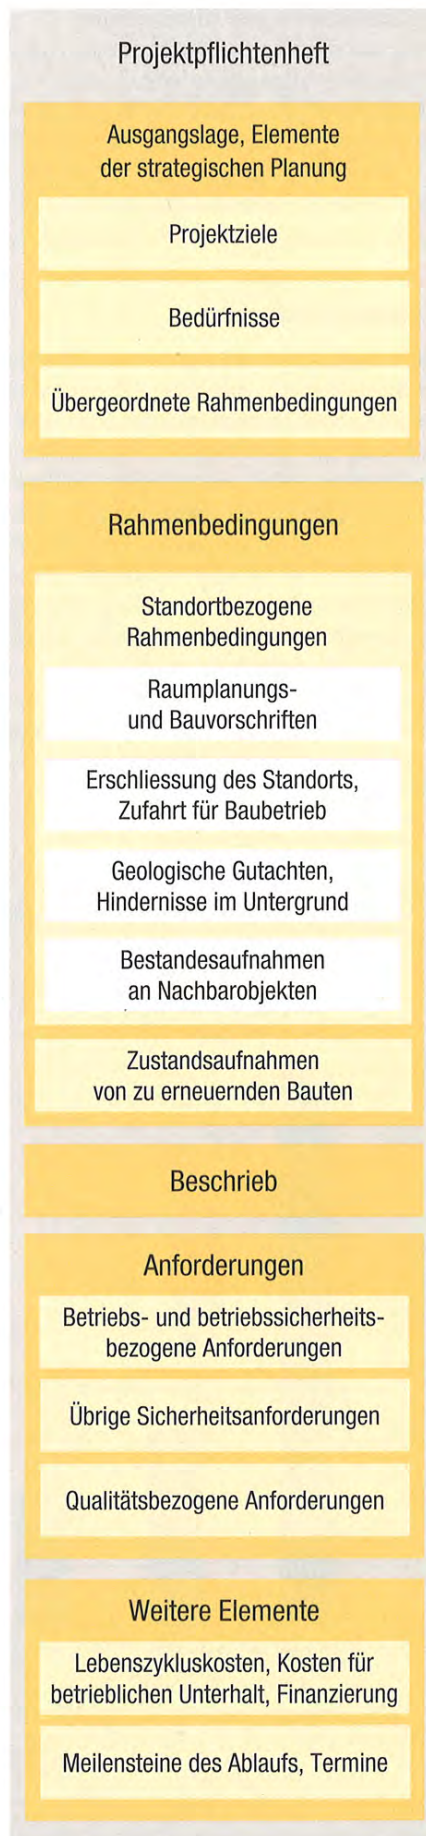 Projektpflichtenheft
Ausgangslage, Elemente
der strategischen Planung
Projektziele
Bedürfnisse
Übergeordnete Rahmenbedingungen
Rahmenbedingungen
Standortbezogene
Rahmenbedingungen
Raumplanungs-
und Bauvorschriften
Erschliessung des Standorts,
Zufahrt für Baubetrieb
Geologische Gutachten,
Hindernisse im Untergrund
Bestandesaufnahmen
an Nachbarobjekten
Zustandsaufnahmen
von zu erneuernden Bauten
Beschrieb
Anforderungen
Betriebs- und betriebssicherheits-
bezogene Anforderungen
Übrige Sicherheitsanforderungen
Qualitätsbezogene Anforderungen
Weitere Elemente
Lebenszykluskosten, Kosten für
betrieblichen Unterhalt, Finanzierung
Meilensteine des Ablaufs, Termine